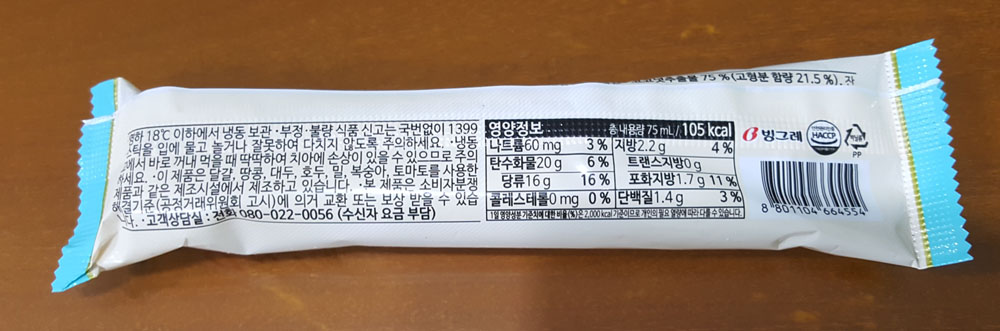 75 % (고형분 함량 21.5 %), 잔
18℃ 이하에서 냉동 보관 ·부정·불량 식품 신고는 국번없이 1399
입에 물고 놀거나 잘못하여 다치지 않도록 주의하세요. ·냉동
에서 바로 꺼내 먹을 때 딱딱하여 치아에 손상이 있을 수 있으므로 주의
·이 제품은 달걀, 땅콩, 대두, 호두, 밀, 복숭아, 토마토를 사용한
제품과 같은 제조시설에서 제조하고 있습니다. ·본 제품은 소비자분쟁
해결기준 (공정거래위원회 고시)에 의거 교환 또는 보상 받을 수 있습
니다. ·고객상담실 : 전화 080-022-0056 (수신자 요금 부담)
영양정보 총 내용량 75 mL / 105 kcal
나트륨 60 mg 3 % 지방 2.2 g 4 %
탄수화물 20 g 6 % 트랜스지방 0 g
당류 16 g 16 % 포화지방 1.7 g 11 %
콜레스테롤 0 mg 0 % 단백질 1.4 g 3 %
1일 영양성분 기준치에 대한 비율(%)은 2,000 kcal 기준이므로 개인의 필요 열량에 따라 다를 수 있습니다.
빙그레
HACCP
PP
8 801104 664554